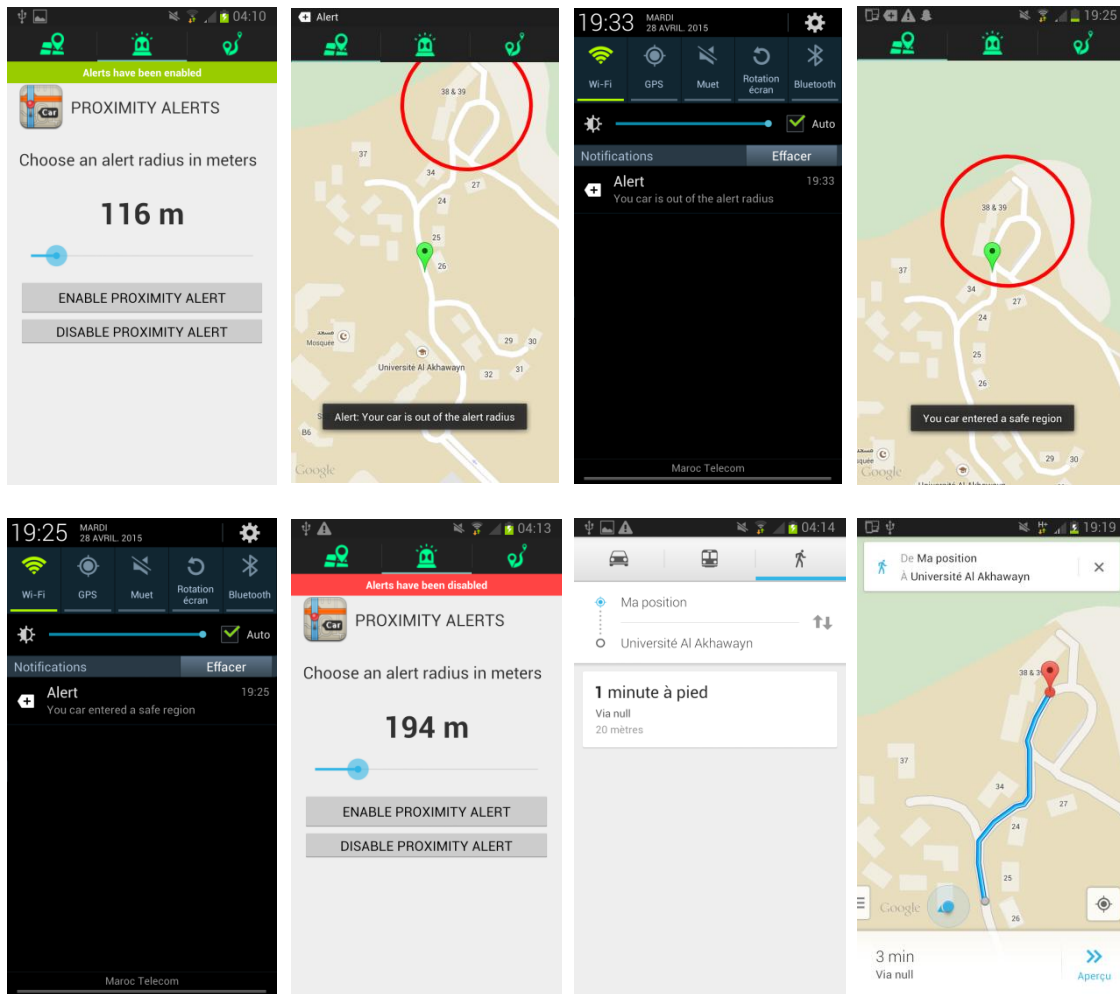 04:10
Alerts have been enabled
Car
PROXIMITY ALERTS
Choose an alert radius in meters
116 m
ENABLE PROXIMITY ALERT
DISABLE PROXIMITY ALERT
Alert
38 & 39
37
34
27
24
25
26
Mosquée
29
30
Université Al Akhawayn
32
31
Alert: Your car is out of the alert radius
B6
Google
19:33
MARDI
28 AVRIL. 2015
Wi-Fi
GPS
Muet
Rotation
écran
Bluetooth
Auto
Notifications
Effacer
Alert
19:33
You car is out of the alert radius
Maroc Telecom
19:25
38 & 39
37
34
27
24
25
26
You car entered a safe region
29
30
Google
19:25
MARDI
28 AVRIL. 2015
Wi-Fi
GPS
Muet
Rotation
écran
Bluetooth
Auto
Notifications
Effacer
Alert
19:25
You car entered a safe region
Maroc Telecom
04:13
Alerts have been disabled
Car
PROXIMITY ALERTS
Choose an alert radius in meters
194 m
ENABLE PROXIMITY ALERT
DISABLE PROXIMITY ALERT
04:14
Ma position
Université Al Akhawayn
1 minute à pied
Via null
20 mètres
H+
19:19
De Ma position
À Université Al Akhawayn
38 & 3
37
34
27
24
25
26
Google
3 min
Via null
Aperçu